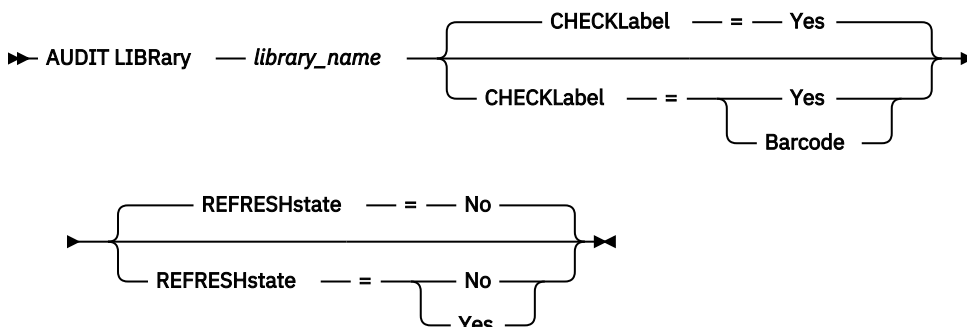 CHECKLabel = Yes
AUDIT LIBRary library_name
CHECKLabel = Yes
Barcode
REFRESHstate = No
REFRESHstate = No
Yes